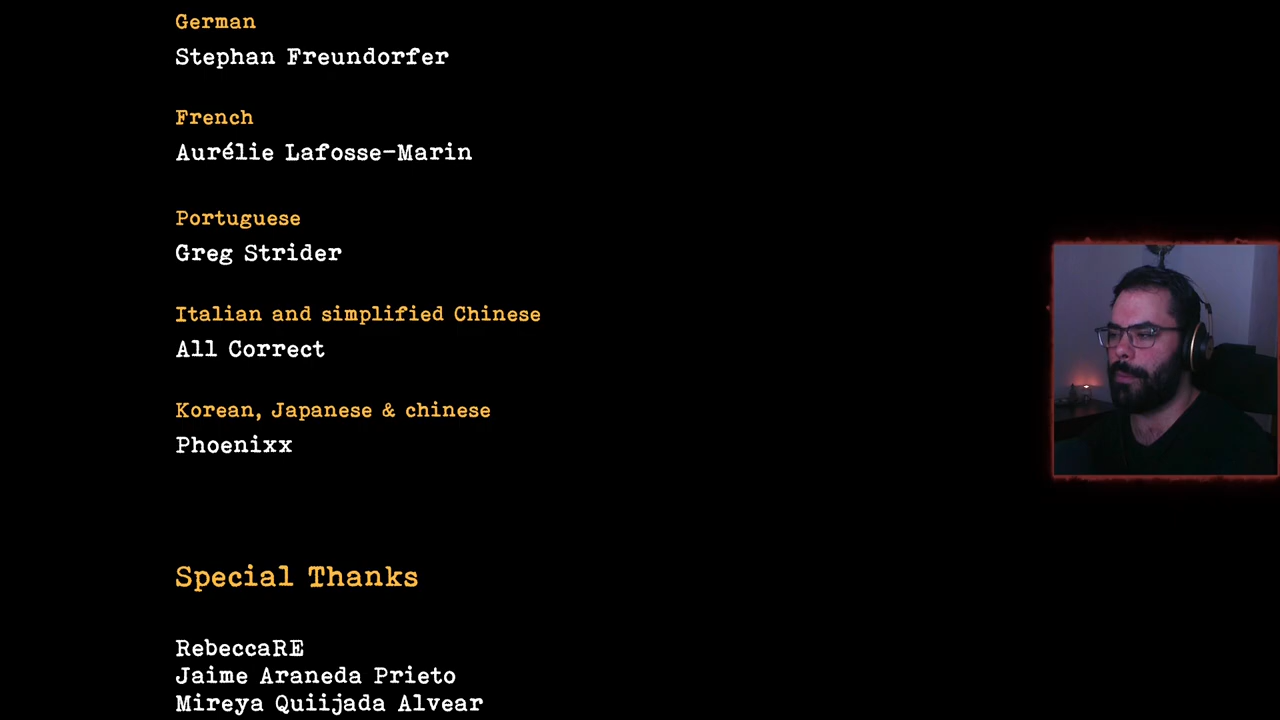 German
Stephan Freundorfer
French
Aurélie Lafosse-Marin
Portuguese
Greg Strider
Italian and simplified Chinese
All Correct
Korean, Japanese & chinese
Phoenixx
Special Thanks
RebeccaRE
Jaime Araneda Prieto
Mireya Quiijada Alvear